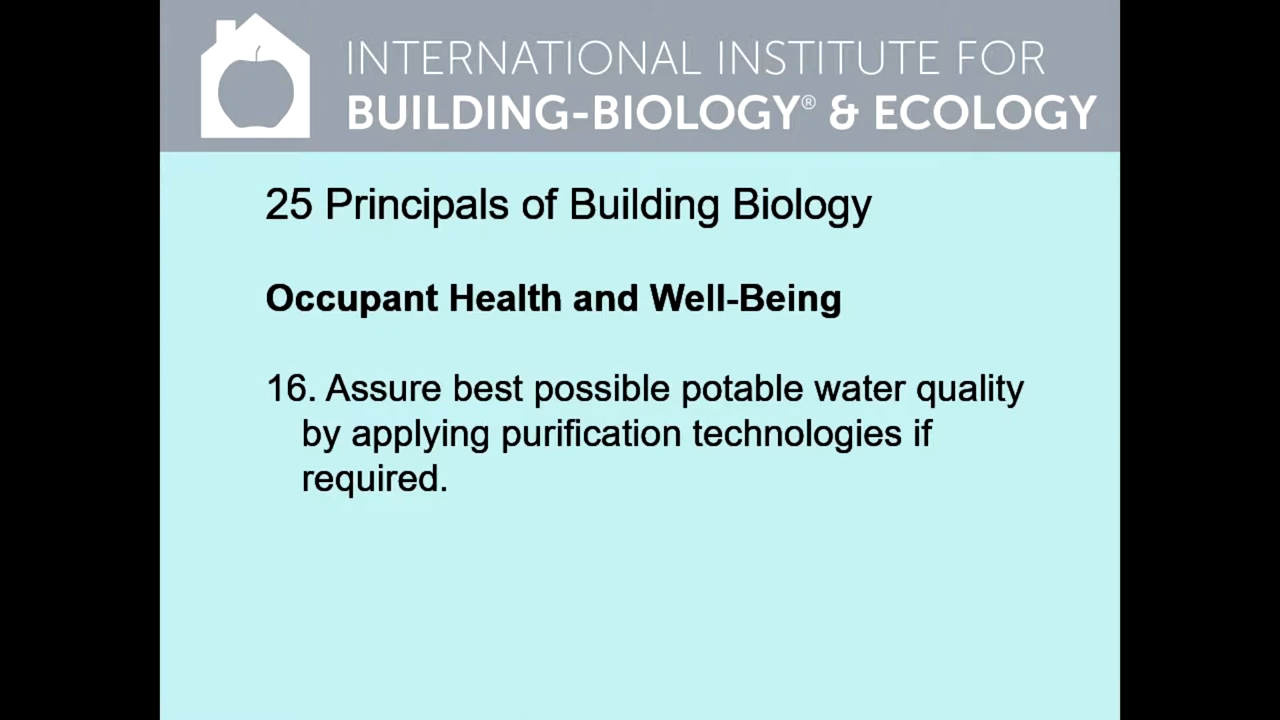 INTERNATIONAL INSTITUTE FOR
BUILDING-BIOLOGY® & ECOLOGY
25 Principals of Building Biology
Occupant Health and Well-Being
16. Assure best possible potable water quality
by applying purification technologies if
required.